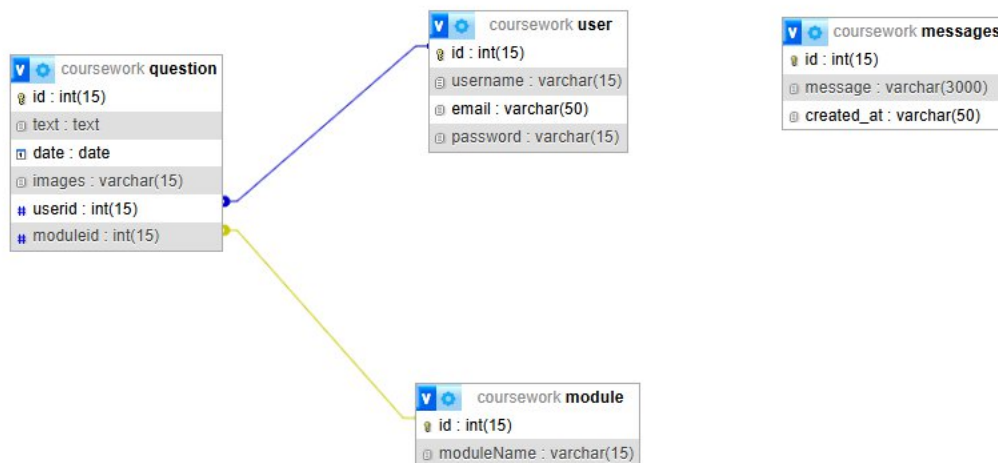 coursework question
id : int(15)
text : text
date : date
images : varchar(15)
userid : int(15)
moduleid : int(15)
coursework user
id : int(15)
username : varchar(15)
email : varchar(50)
password : varchar(15)
coursework messages
id : int(15)
message : varchar(3000)
created_at : varchar(50)
coursework module
id : int(15)
moduleName : varchar(15)